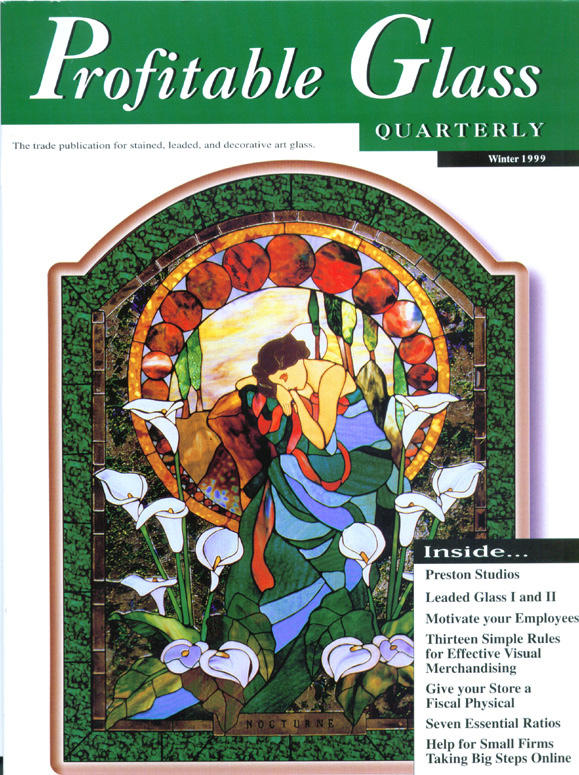 Profitable Glass
QUARTERLY
Winter 1999
The trade publication for stained, leaded, and decorative art glass.
NOCTURNE
Inside...
Preston Studios
Leaded Glass I and II
Motivate your Employees
Thirteen Simple Rules
for Effective Visual
Merchandising
Give your Store a
Fiscal Physical
Seven Essential Ratios
Help for Small Firms
Taking Big Steps Online